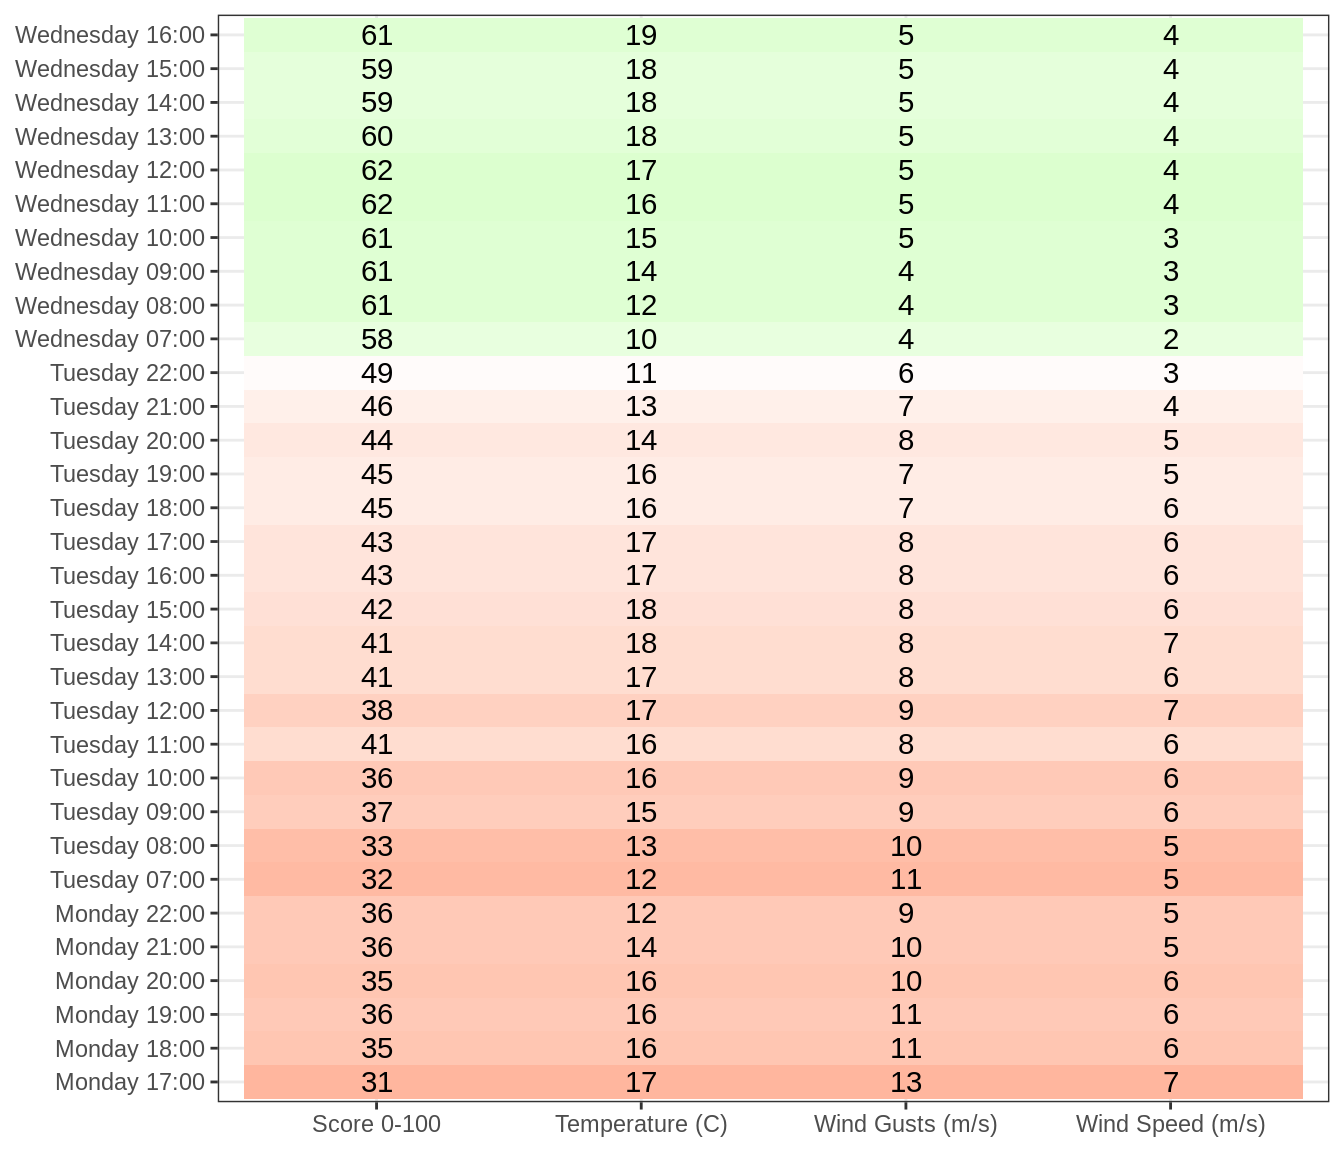 Wednesday 16:00 61 19 5 4
Wednesday 15:00 59 18 5 4
Wednesday 14:00 59 18 5 4
Wednesday 13:00 60 18 5 4
Wednesday 12:00 62 17 5 4
Wednesday 11:00 62 16 5 4
Wednesday 10:00 61 15 5 3
Wednesday 09:00 61 14 4 3
Wednesday 08:00 61 12 4 3
Wednesday 07:00 58 10 4 2
Tuesday 22:00 49 11 6 3
Tuesday 21:00 46 13 7 4
Tuesday 20:00 44 14 8 5
Tuesday 19:00 45 16 7 5
Tuesday 18:00 45 16 7 6
Tuesday 17:00 43 17 8 6
Tuesday 16:00 43 17 8 6
Tuesday 15:00 42 18 8 6
Tuesday 14:00 41 18 8 7
Tuesday 13:00 41 17 8 6
Tuesday 12:00 38 17 9 7
Tuesday 11:00 41 16 8 6
Tuesday 10:00 36 16 9 6
Tuesday 09:00 37 15 9 6
Tuesday 08:00 33 13 10 5
Tuesday 07:00 32 12 11 5
Monday 22:00 36 12 9 5
Monday 21:00 36 14 10 5
Monday 20:00 35 16 10 6
Monday 19:00 36 16 11 6
Monday 18:00 35 16 11 6
Monday 17:00 31 17 13 7
Score 0-100 Temperature (C) Wind Gusts (m/s) Wind Speed (m/s)